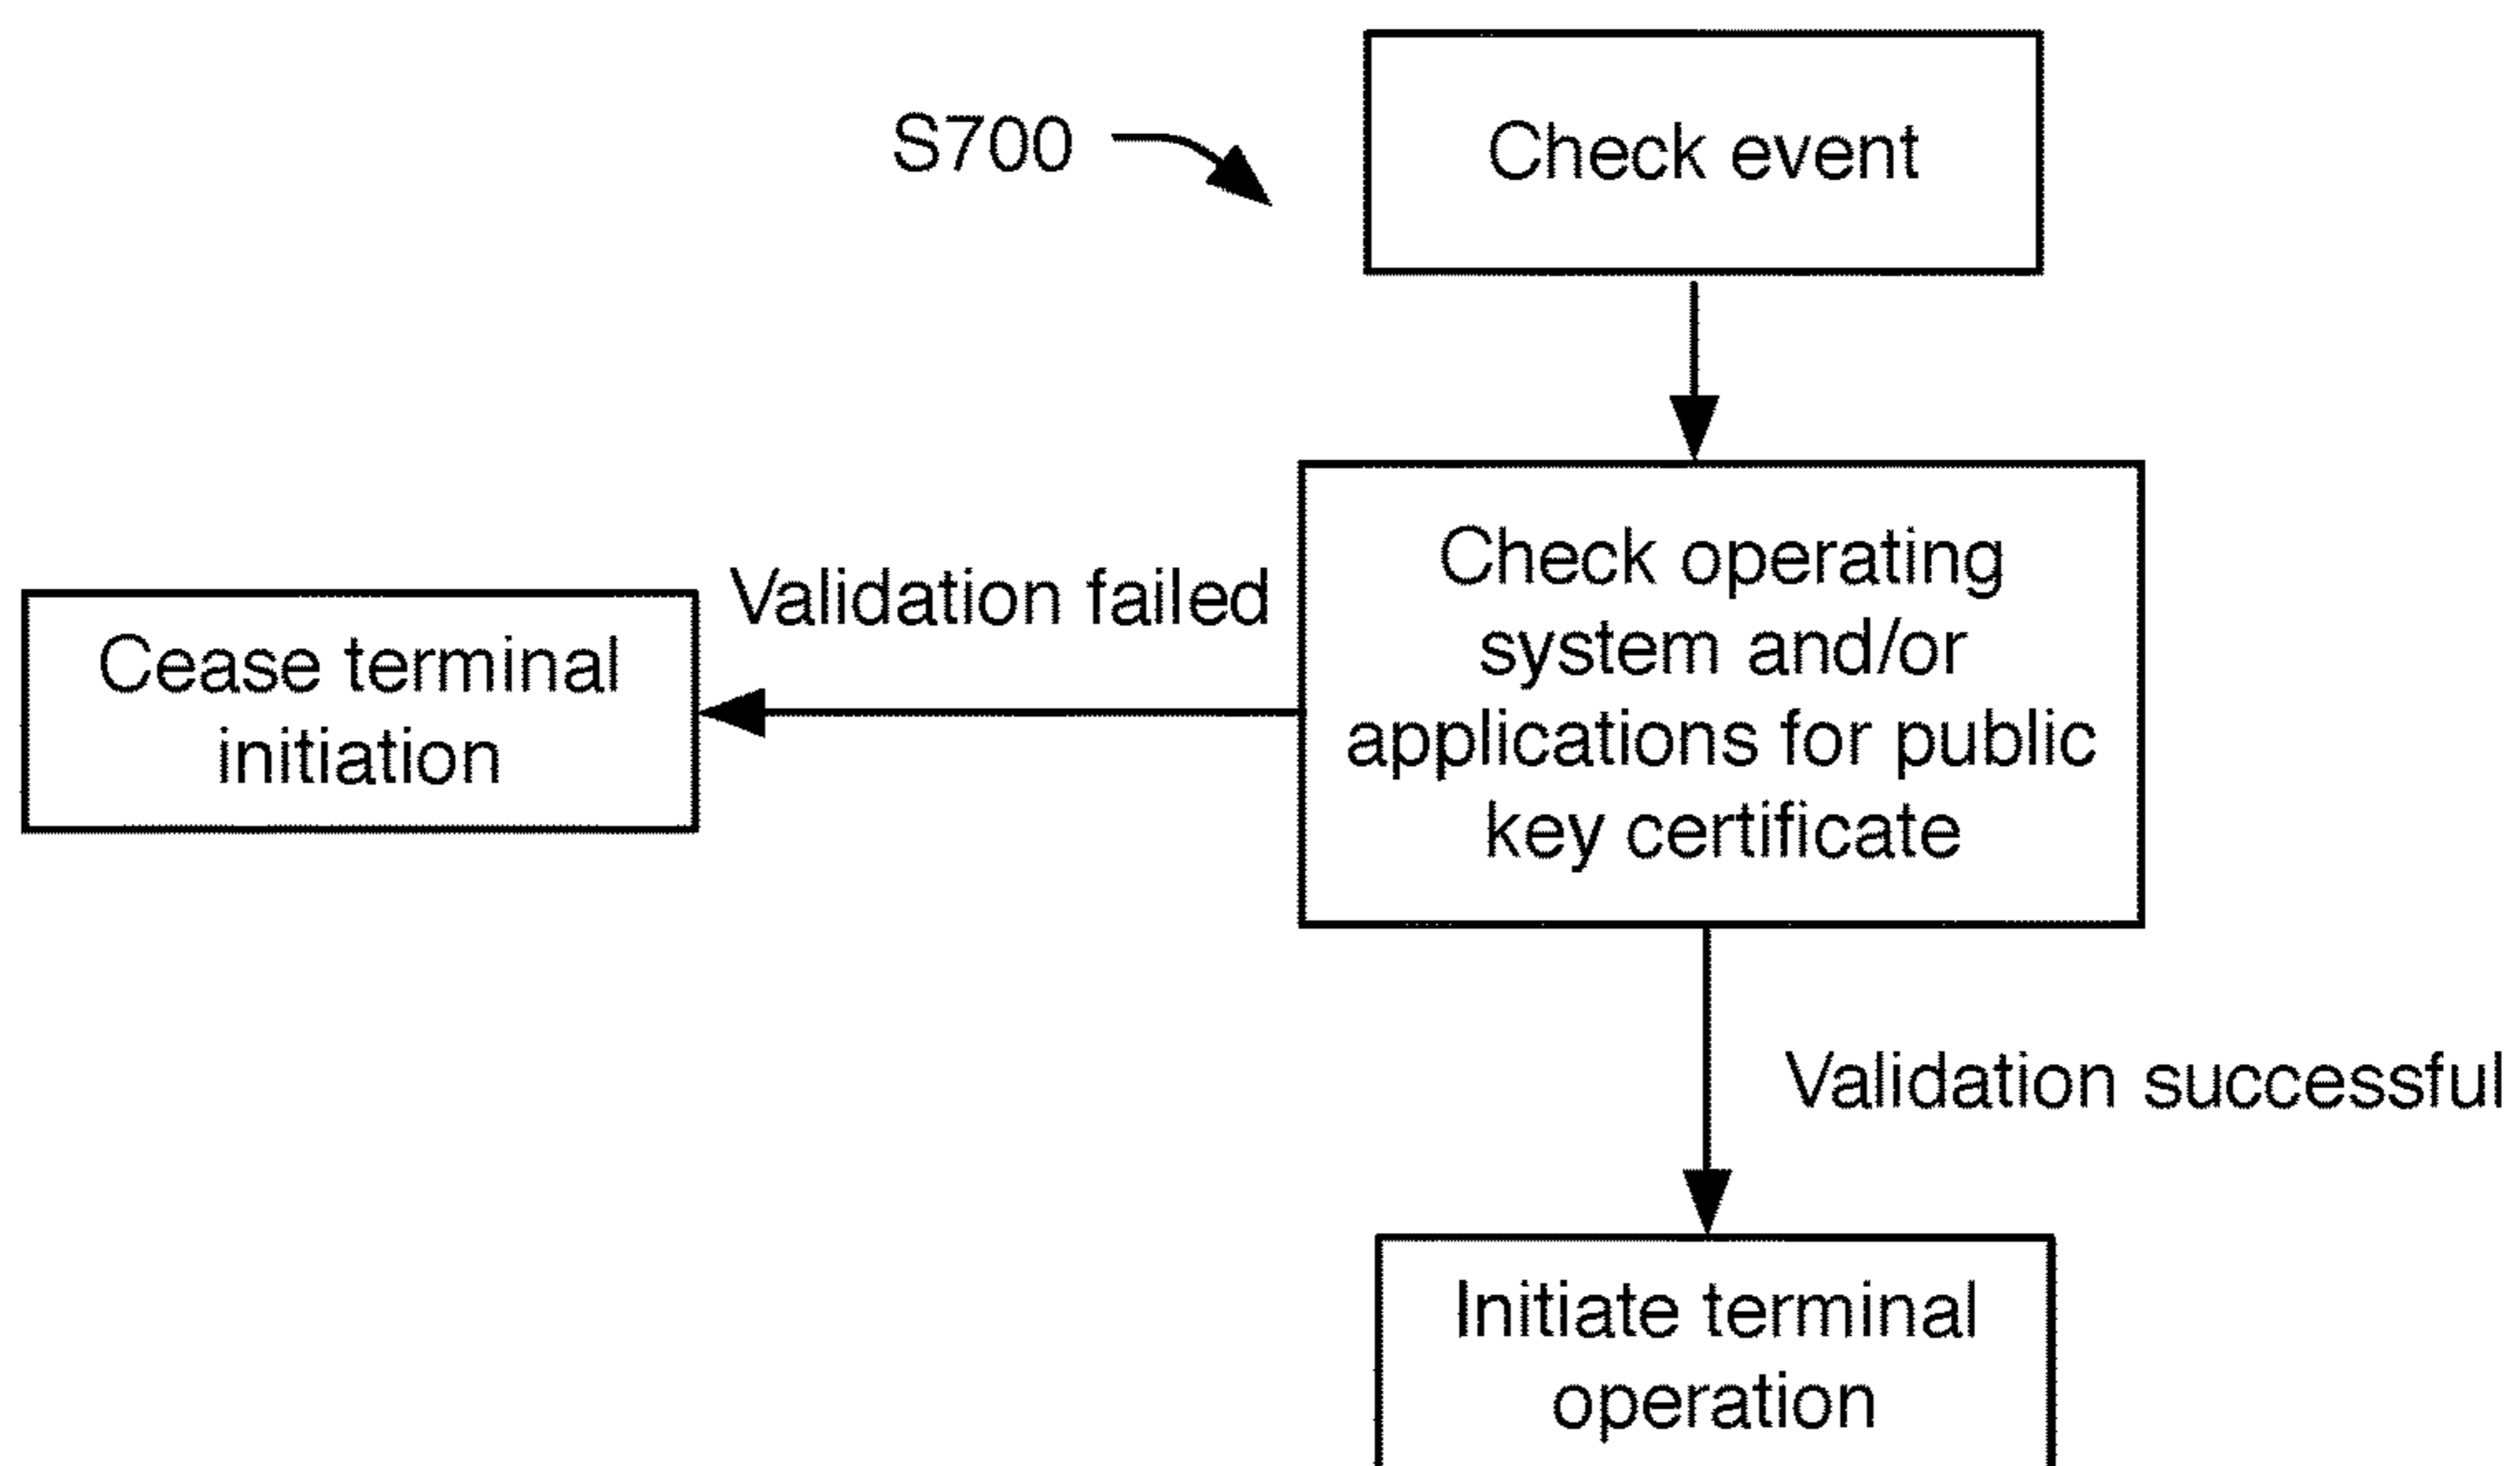 S700
Check event
Validation failed
Check operating
system and/or
applications for public
key certificate
Cease terminal
initiation
Validation successful
Initiate terminal
operation